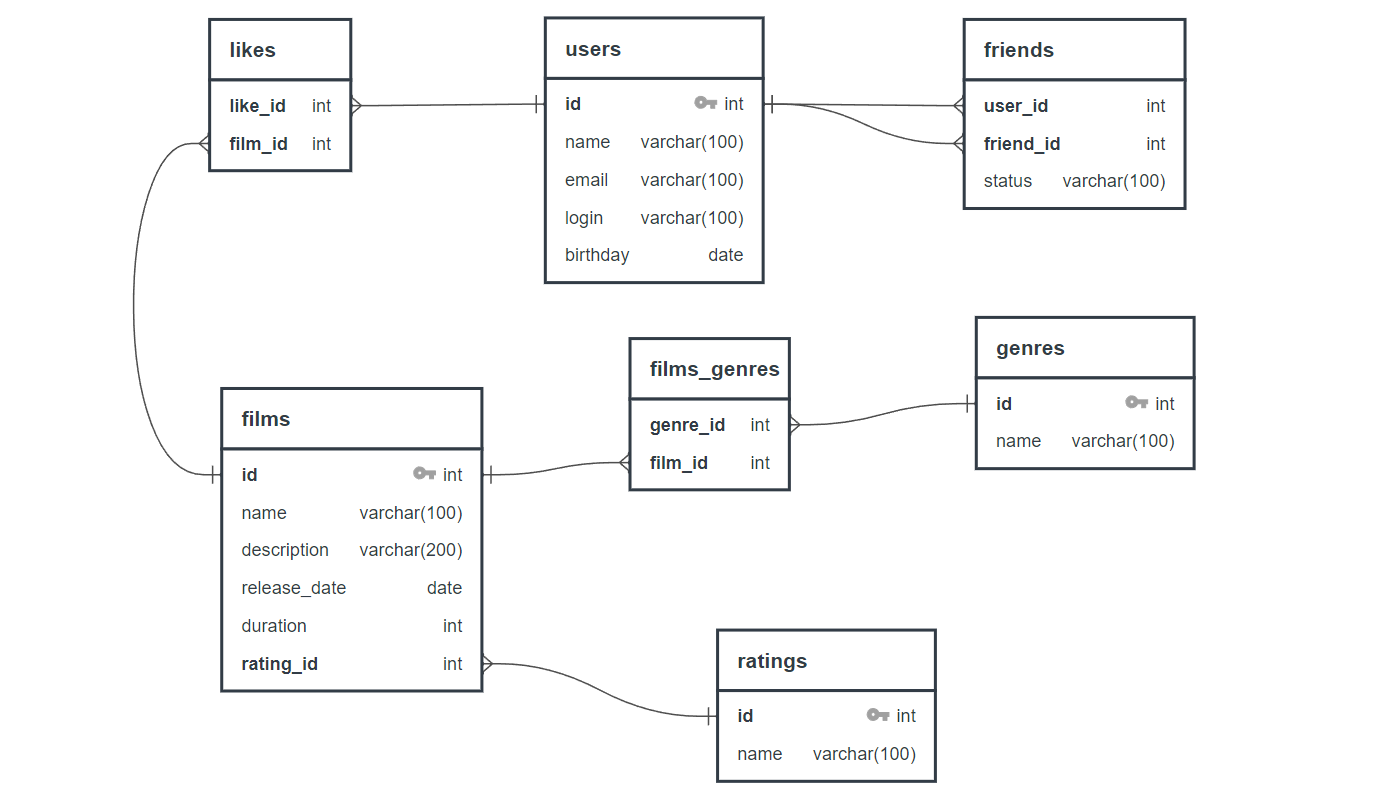 likes
like_id int
film_id int
users
id int
name varchar(100)
email varchar(100)
login varchar(100)
birthday date
friends
user_id int
friend_id int
status varchar(100)
films
id int
name varchar(100)
description varchar(200)
release_date date
duration int
rating_id int
films_genres
genre_id int
film_id int
genres
id int
name varchar(100)
ratings
id int
name varchar(100)